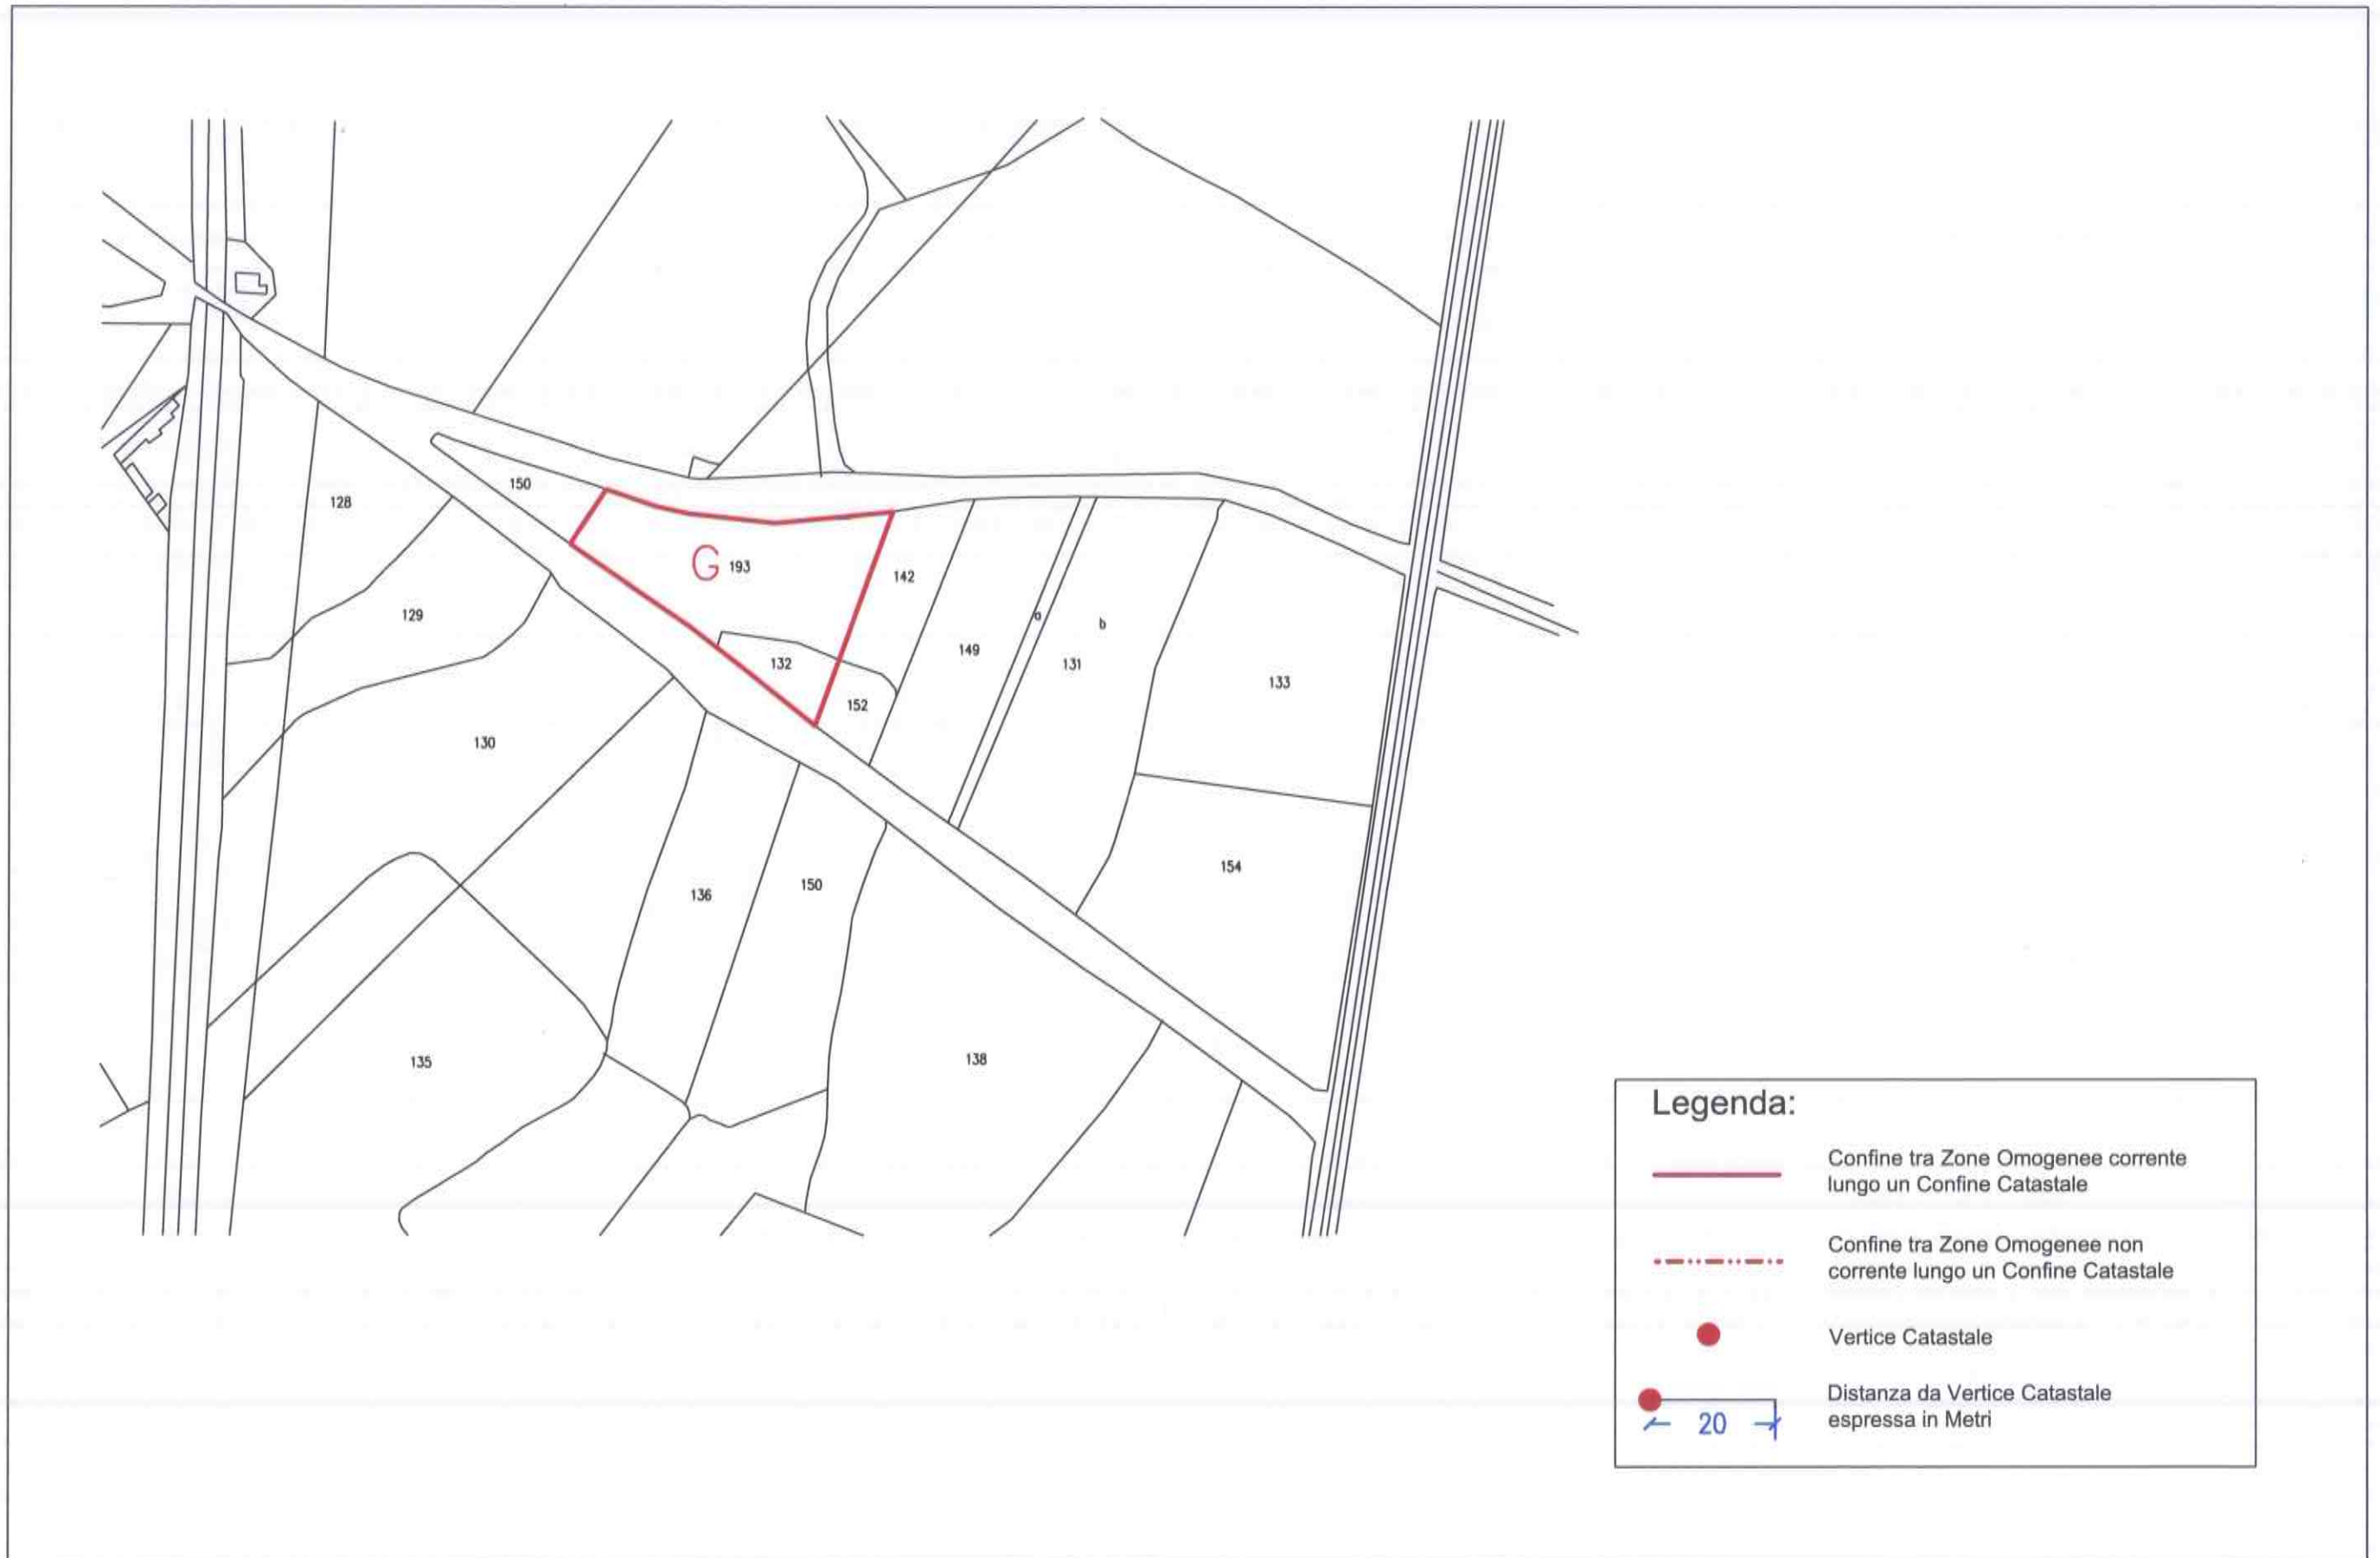 150
128
G 193
142
129
a
b
149
131
132
133
152
130
154
136
150
135
138
Legenda:
Confine tra Zone Omogenee corrente
lungo un Confine Catastale
Confine tra Zone Omogenee non
corrente lungo un Confine Catastale
Vertice Catastale
Distanza da Vertice Catastale
espressa in Metri
20